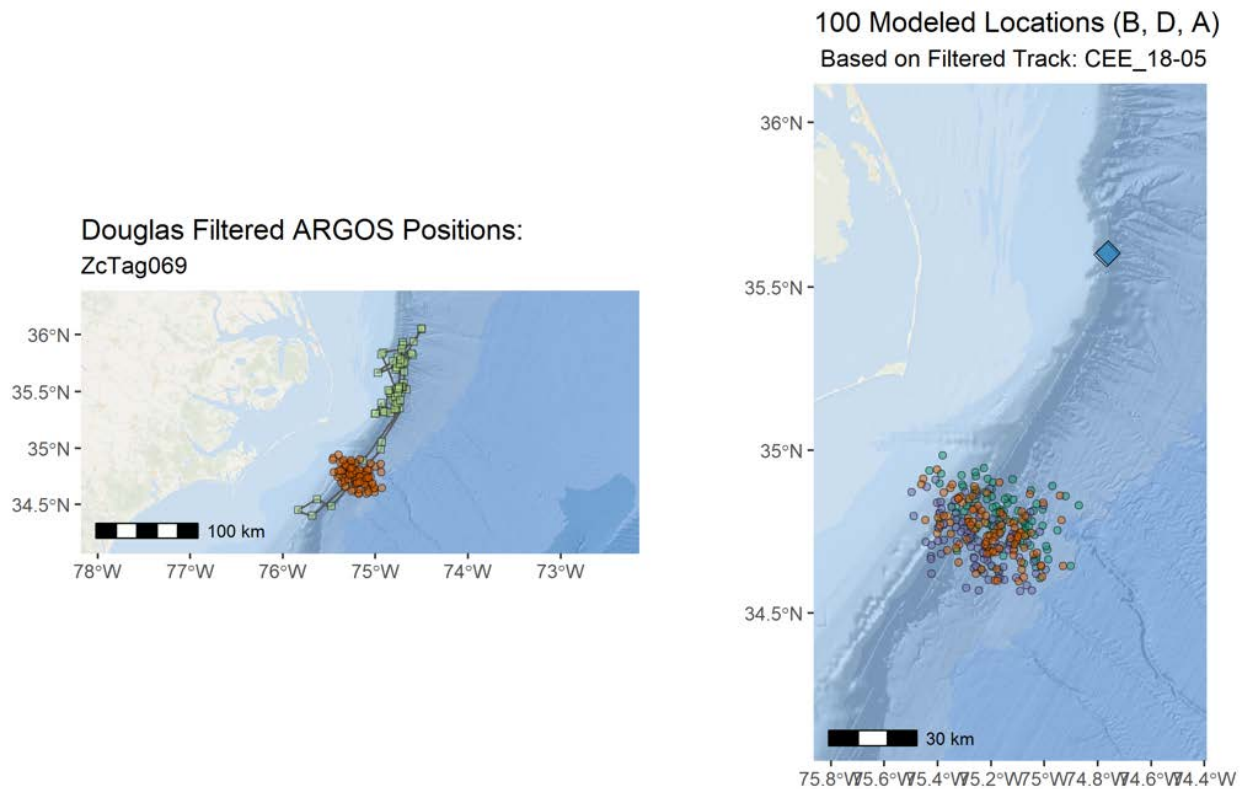 100 Modeled Locations (B, D, A)
Based on Filtered Track: CEE_18-05
Douglas Filtered ARGOS Positions:
ZcTag069
36°N
35.5°N
35°N
34.5°N
100 km
78°W 77°W 76°W 75°W 74°W 73°W
36°N
35.5°N
35°N
34.5°N
30 km
75.8°W 75.6°W 75.4°W 75.2°W 75°W 74.8°W 74.6°W 74.4°W